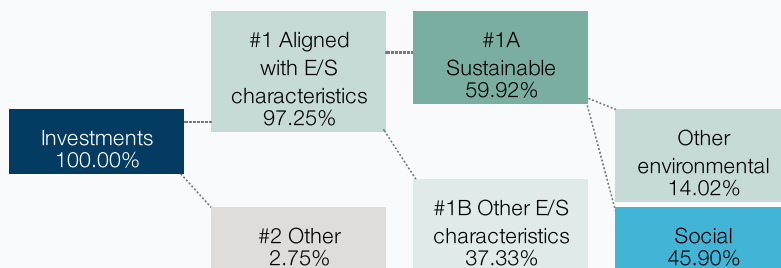 #1 Aligned
with E/S
characteristics
97.25%
#1A
Sustainable
59.92%
Investments
100.00%
Other
environmental
14.02%
#1B Other E/S
characteristics
37.33%
#2 Other
2.75%
Social
45.90%